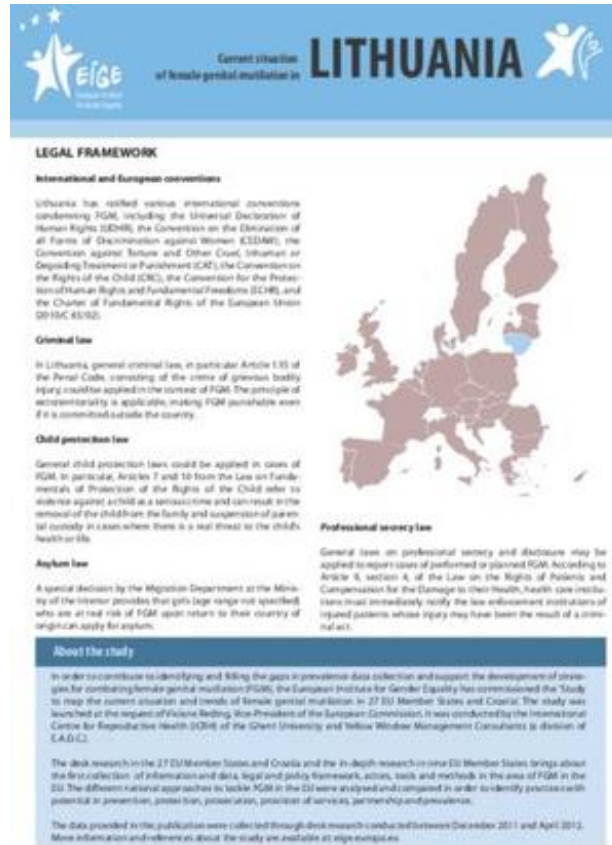 EIGE
Current situation
of female genital mutilation in
LITHUANIA
LEGAL FRAMEWORK
International and European conventions
Lithuania has ratified various international conventions
condemning FGM, including the Universal Declaration of
Human Rights (UDHR), the Convention on the Elimination of
all Forms of Discrimination against Women (CEDAW), the
Convention against Torture and Other Cruel, Inhuman or
Degrading Treatment or Punishment (CAT), the Convention on
the Rights of the Child (CRC), the Convention for the Protec-
tion of Human Rights and Fundamental Freedoms (ECHR), and
the Charter of Fundamental Rights of the European Union
(2010/C 83/02).
Criminal law
In Lithuania, general criminal law, in particular Article 135 of
the Penal Code, consisting of the crime of grievous bodily
injury, could be applied in the context of FGM. The principle of
extraterritoriality is applicable, making FGM punishable even
if it is committed outside the country.
Child protection law
General child protection laws could be applied in cases of
FGM. In particular, Articles 7 and 10 from the Law on Funda-
mentals of Protection of the Rights of the Child refer to
violence against a child as a serious crime and can result in the
removal of the child from the family and suspension of paren-
tal custody in cases where there is a real threat to the child's
health or life.
Asylum law
A special decision by the Migration Department at the Minis-
try of the Interior provides that girls (age range not specified)
who are at real risk of FGM upon return to their country of
origin can apply for asylum.
Professional secrecy law
General laws on professional secrecy and disclosure may be
applied to report cases of performed or planned FGM. According to
Article 9, section 4, of the Law on the Rights of Patients and
Compensation for the Damage to their Health, health care institu-
tions must immediately notify the law enforcement institutions of
injured patients whose injury may have been the result of a crimi-
nal act.
About the study
In order to contribute to identifying and filling the gaps in prevalence data collection and support the development of strate-
gies for combating female genital mutilation (FGM), the European Institute for Gender Equality has commissioned the 'Study
to map the current situation and trends of female genital mutilation in 27 EU Member States and Croatia'. The study was
launched at the request of Viviane Reding, Vice-President of the European Commission. It was conducted by the International
Centre for Reproductive Health (ICRH) of the Ghent University and Yellow Window Management Consultants (a division of
E.A.D.C.).
The desk research in the 27 EU Member States and Croatia and the in-depth research in nine EU Member States brings about
the first collection of information and data, legal and policy framework, actors, tools and methods in the area of FGM in the
EU. The different national approaches to tackle FGM in the EU were analysed and compared in order to identify practices with
potential in prevention, protection, prosecution, provision of services, partnership and prevalence.
The data provided in this publication were collected through desk research conducted between December 2011 and April 2012.
More information and references about the study are available at: eige.europa.eu